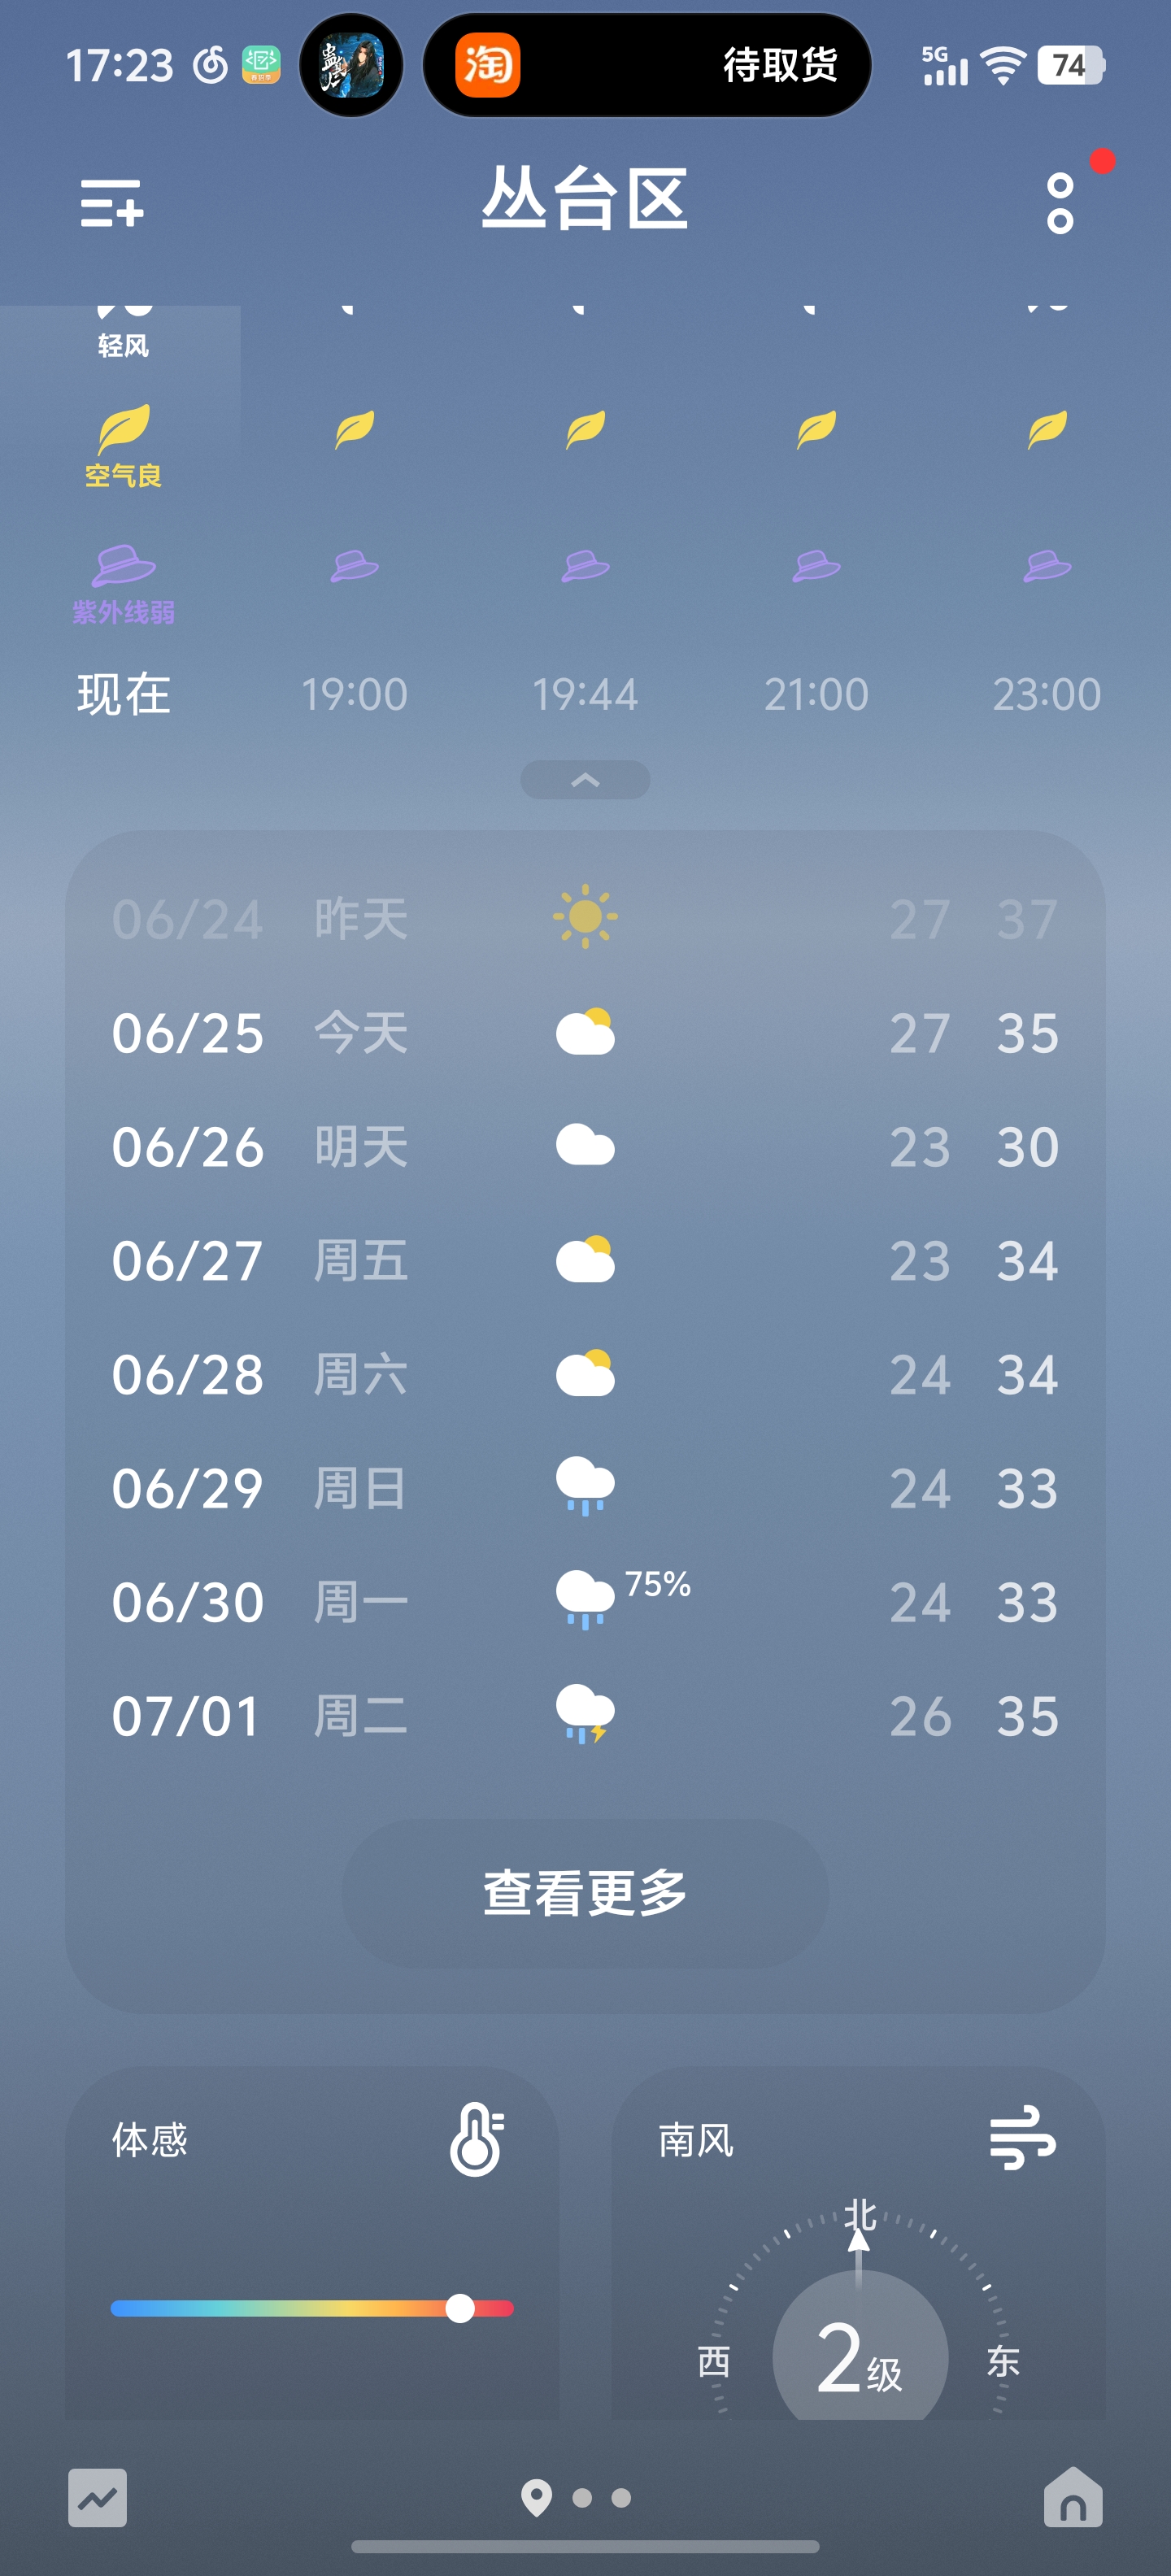 17:23 淘 待取货 5G 74
丛台区
轻风
空气良
紫外线弱
现在 19:00 19:44 21:00 23:00
06/24 昨天 27 37
06/25 今天 27 35
06/26 明天 23 30
06/27 周五 23 34
06/28 周六 24 34
06/29 周日 24 33
06/30 周一 75% 24 33
07/01 周二 26 35
查看更多
体感 南风
北
西 2级 东